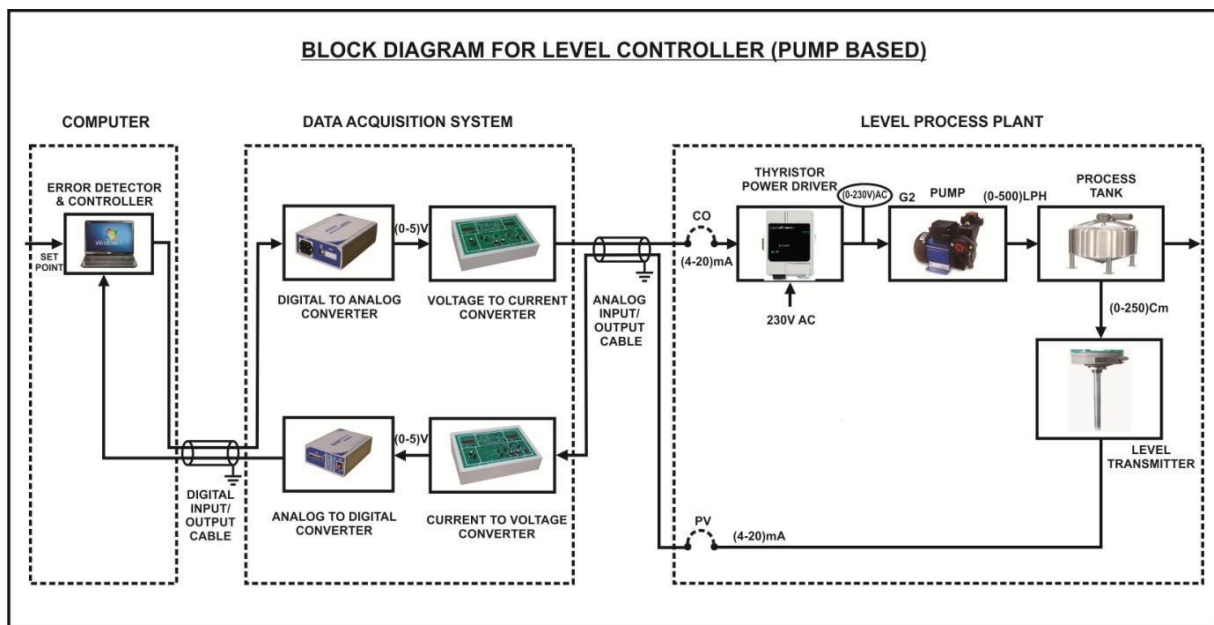 BLOCK DIAGRAM FOR LEVEL CONTROLLER (PUMP BASED)
COMPUTER
DATA ACQUISITION SYSTEM
LEVEL PROCESS PLANT
ERROR DETECTOR
& CONTROLLER
SET
POINT
(0-5)V
DIGITAL TO ANALOG
CONVERTER
VOLTAGE TO CURRENT
CONVERTER
ANALOG
INPUT/
OUTPUT
CABLE
CO
(4-20)mA
THYRISTOR
POWER DRIVER
230V AC
(0-230V)AC
G2
PUMP
(0-500)LPH
PROCESS
TANK
(0-250)Cm
LEVEL
TRANSMITTER
DIGITAL
INPUT/
OUTPUT
CABLE
(0-5)V
ANALOG TO DIGITAL
CONVERTER
CURRENT TO VOLTAGE
CONVERTER
PV
(4-20)mA